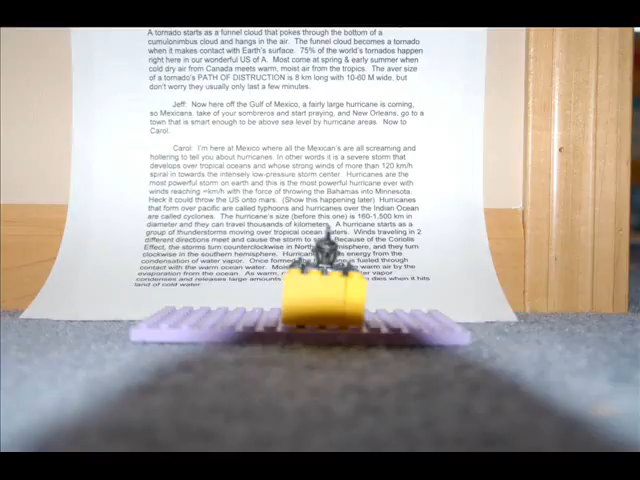 A tornado starts as a funnel cloud that pokes through the bottom of a
cumulonimbus cloud and hangs in the air. The funnel cloud becomes a tornado
when it makes contact with Earth's surface. 75% of the world's tornados happen
right here in our wonderful US of A. Most come at spring & early summer when
cold dry air from Canada meets warm, moist air from the tropics. The aver size
of a tornado's PATH OF DISTRUCTION is 8 km long with 10-60 M wide, but
don't worry they usually only last a few minutes.
Jeff: Now here off the Gulf of Mexico, a fairly large hurricane is coming,
so Mexicans, take of your sombreros and start praying, and New Orleans, go to a
town that is smart enough to be above sea level by hurricane areas. Now to
Carol.
Carol: I'm here at Mexico where all the Mexican's are all screaming and
hollering to tell you about hurricanes. In other words it is a severe storm that
develops over tropical oceans and whose strong winds of more than 120 km/h
spiral in towards the intensely low-pressure storm center. Hurricanes are the
most powerful storm on earth and this is the most powerful hurricane ever with
winds reaching ∞km/h with the force of throwing the Bahamas into Minnesota.
Heck it could throw the US onto mars. (Show this happening later) Hurricanes
that form over pacific are called typhoons and hurricanes over the Indian Ocean
are called cyclones. The hurricane's size (before this one) is 160-1,500 km in
diameter and they can travel thousands of kilometers. A hurricane starts as a
group of thunderstorms moving over tropical ocean waters. Winds traveling in 2
different directions meet and cause the storm to Because of the Coriolis
Effect, the storms turn counterclockwise in North hemisphere, and they turn
clockwise in the southern hemisphere. Hurricane energy from the
condensation of water vapor. Once formed, the is fueled through
contact with the warm ocean water. warm air by the
evaporation from the ocean. As warm, vapor
condenses and releases large amounts dies when it hits
land of cold water.